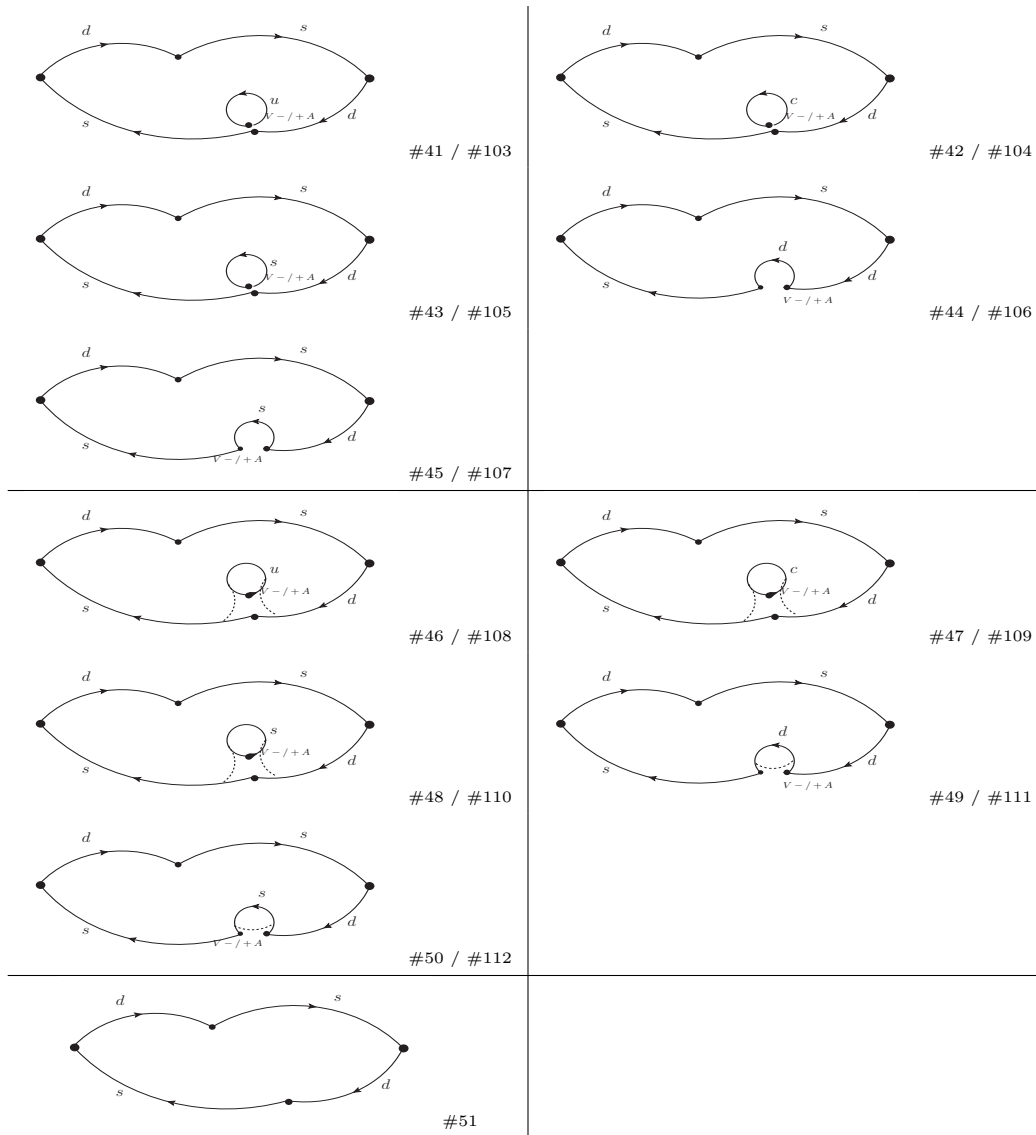 d s d s
u c
s V − / + A d s V − / + A d
#41 / #103 #42 / #104
d s d s
s d
s V − / + A d s V − / + A d
#43 / #105 #44 / #106
d s
s
s V − / + A d
#45 / #107
d s d s
u c
s V − / + A d s V − / + A d
#46 / #108 #47 / #109
d s d s
s d
s V − / + A d s V − / + A d
#48 / #110 #49 / #111
d s
s
s V − / + A d
#50 / #112
d s
s d
#51